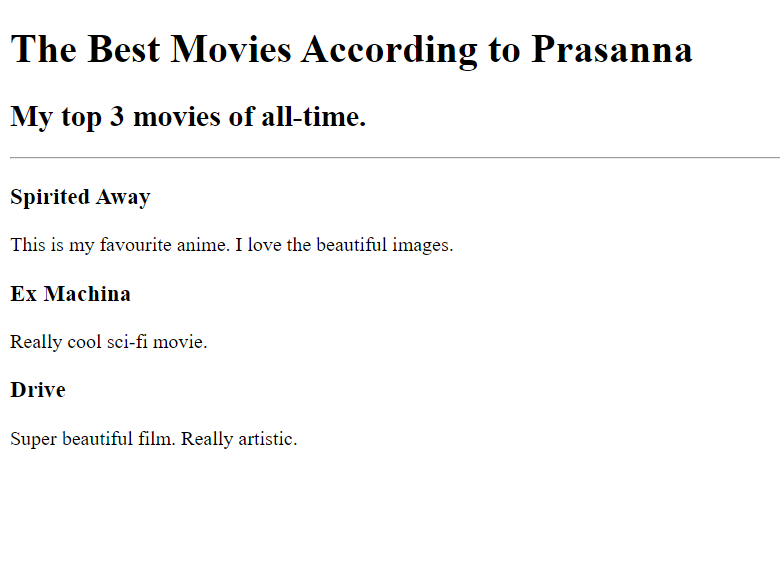 The Best Movies According to Prasanna
My top 3 movies of all-time.
Spirited Away
This is my favourite anime. I love the beautiful images.
Ex Machina
Really cool sci-fi movie.
Drive
Super beautiful film. Really artistic.